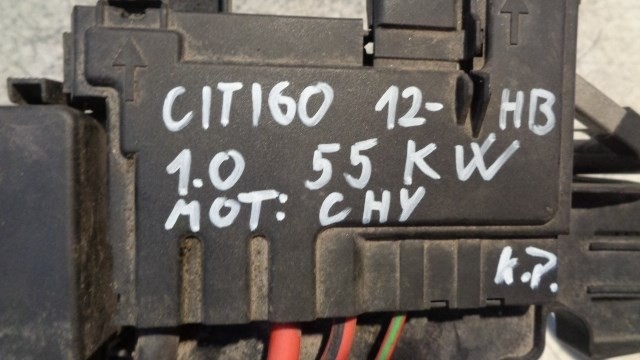 CITIGO 12- HB
1.0 55 KW
MOT: CHY
K.P.